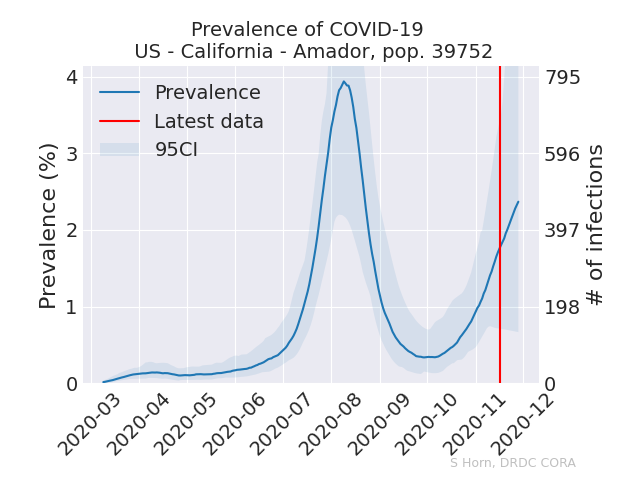 Prevalence of COVID-19
US - California - Amador, pop. 39752
Prevalence
Latest data
95CI
Prevalence (%)
4
3
2
1
0
# of infections
795
596
397
198
0
2020-03
2020-04
2020-05
2020-06
2020-07
2020-08
2020-09
2020-10
2020-11
2020-12
S Horn, DRDC CORA